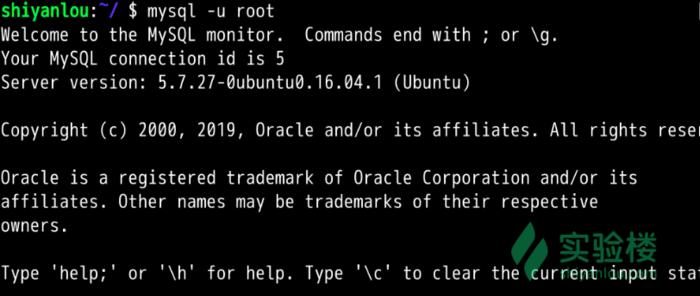 shiyanlou:~/ $ mysql -u root
Welcome to the MySQL monitor.  Commands end with ; or \g.
Your MySQL connection id is 5
Server version: 5.7.27-0ubuntu0.16.04.1 (Ubuntu)
Copyright (c) 2000, 2019, Oracle and/or its affiliates. All rights rese
Oracle is a registered trademark of Oracle Corporation and/or its
affiliates. Other names may be trademarks of their respective
owners.
实验楼
Type 'help;' or '\h' for help. Type '\c' to clear the current input sta